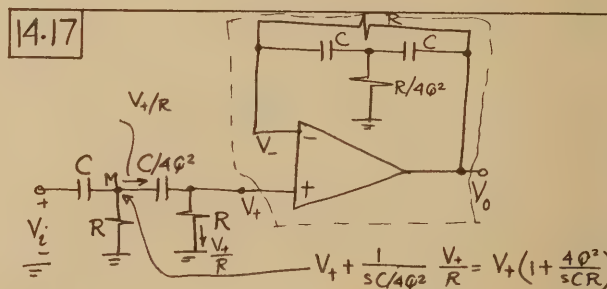 14.17
R
C
C
R/4Q²
V₊/R
V₋
-
C
M
C/4Q²
+
V₊
V₀
+
Vᵢ
-
R
R
V₊/R
V₊ + 1/(sC/4Q²) V₊/R = V₊(1 + 4Q²/sCR)